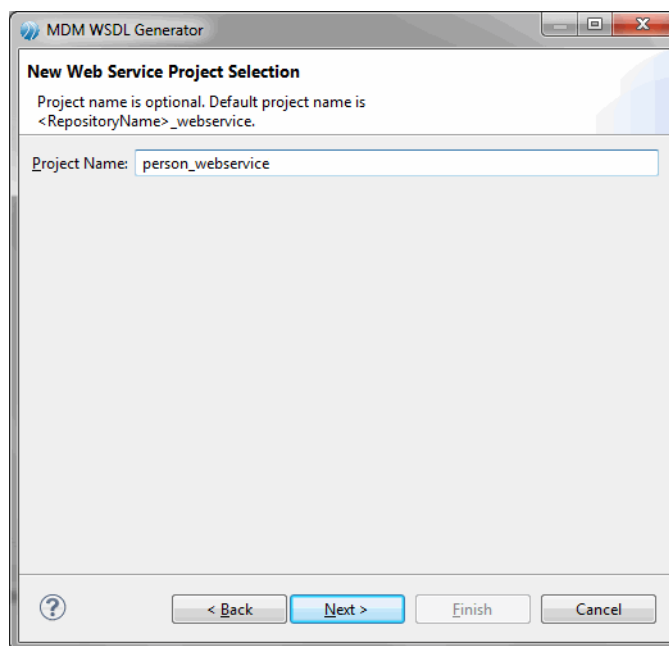 MDM WSDL Generator
New Web Service Project Selection
Project name is optional. Default project name is
<RepositoryName>_webservice.
Project Name: person_webservice
< Back Next > Finish Cancel